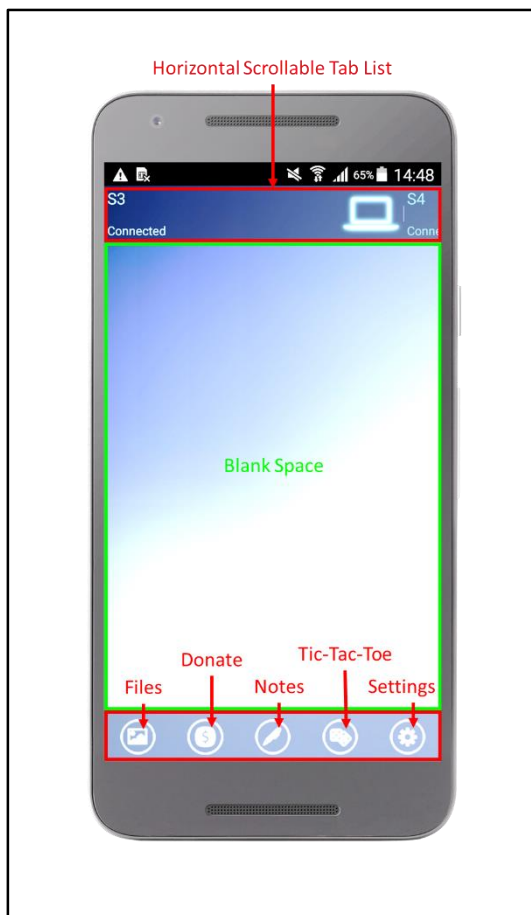 Horizontal Scrollable Tab List
65% 14:48
S3 S4
Connected Conne
Blank Space
Tic-Tac-Toe
Donate
Files Notes Settings
$